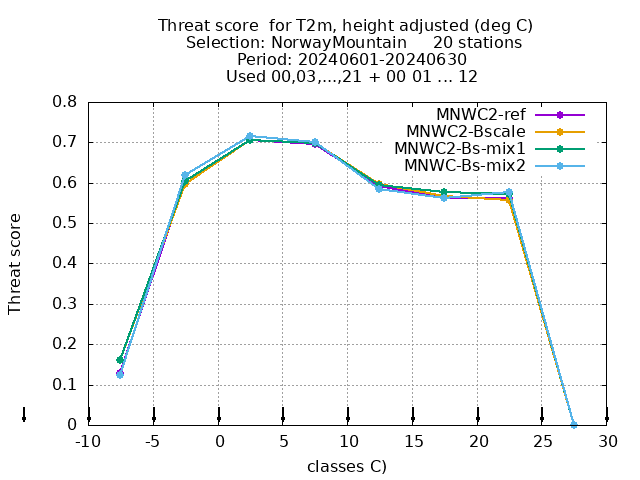 Threat score  for T2m, height adjusted (deg C)
Selection: NorwayMountain     20 stations
Period: 20240601-20240630
Used 00,03,...,21 + 00 01 ... 12
MNWC2-ref
MNWC2-Bscale
MNWC2-Bs-mix1
MNWC-Bs-mix2
Threat score
0.8
0.7
0.6
0.5
0.4
0.3
0.2
0.1
0
-10 -5 0 5 10 15 20 25 30
classes C)